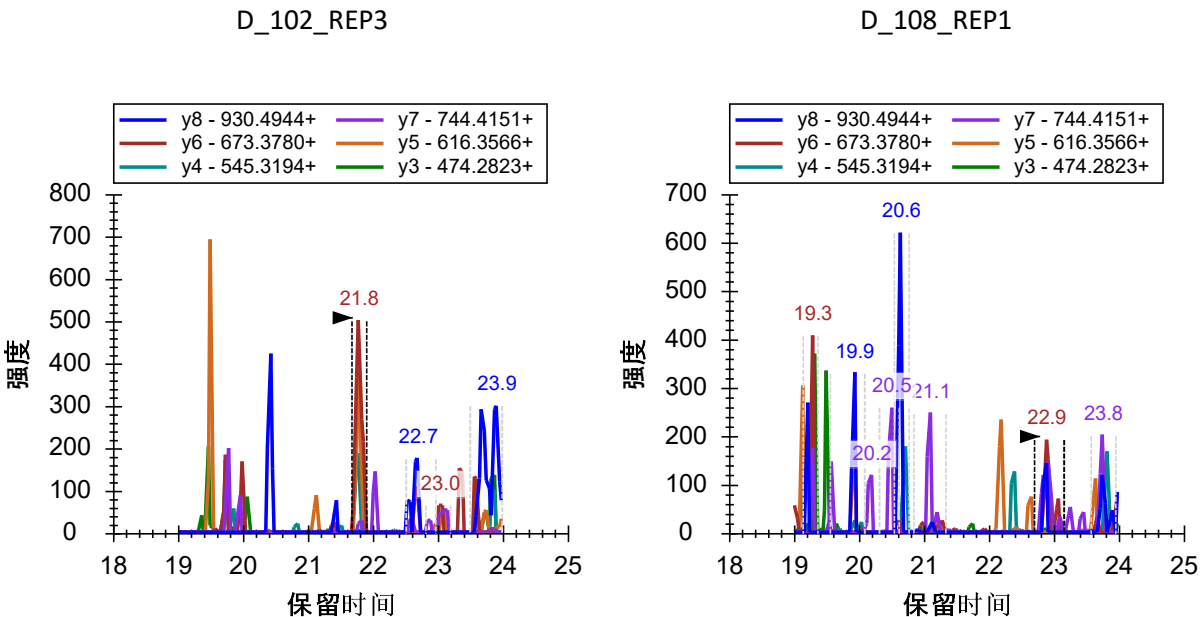 D_102_REP3
y8 - 930.4944+ y7 - 744.4151+
y6 - 673.3780+ y5 - 616.3566+
y4 - 545.3194+ y3 - 474.2823+
800
700
600
500
400
300
200
100
0
强度
21.8
22.7
23.0
23.9
18 19 20 21 22 23 24 25
保留时间
D_108_REP1
y8 - 930.4944+ y7 - 744.4151+
y6 - 673.3780+ y5 - 616.3566+
y4 - 545.3194+ y3 - 474.2823+
700
600
500
400
300
200
100
0
强度
19.3
19.9
20.2
20.5
20.6
21.1
22.9
23.8
18 19 20 21 22 23 24 25
保留时间